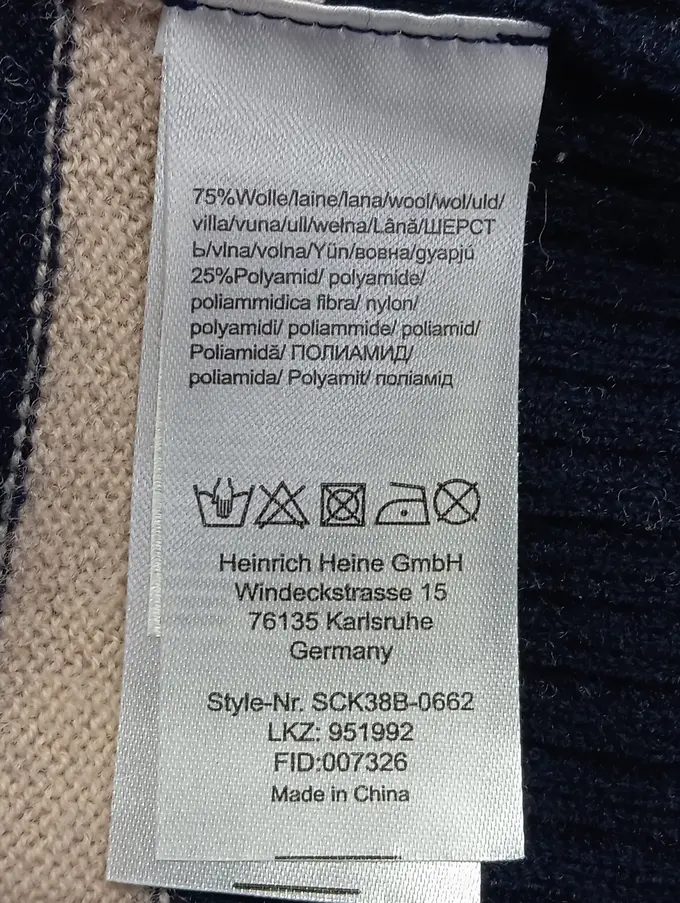 75%Wolle/laine/lana/wool/wol/uld/
villa/vuna/ull/wełna/Lână/ШЕРСТ
Ь/vlna/volna/Yün/вовна/gyapjú
25%Polyamid/ polyamide/
poliammidica fibra/ nylon/
polyamidi/ poliammide/ poliamid/
Poliamidă/ ПОЛИАМИД/
poliamida/ Polyamit/ поліамід
Heinrich Heine GmbH
Windeckstrasse 15
76135 Karlsruhe
Germany
Style-Nr. SCK38B-0662
LKZ: 951992
FID:007326
Made in China